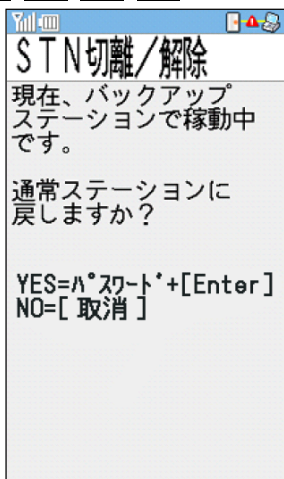 STN切離／解除
現在、バックアップ
ステーションで稼動中
です。
通常ステーションに
戻しますか？
YES=ﾊﾟｽﾜｰﾄﾞ+[Enter]
NO=[ 取消 ]